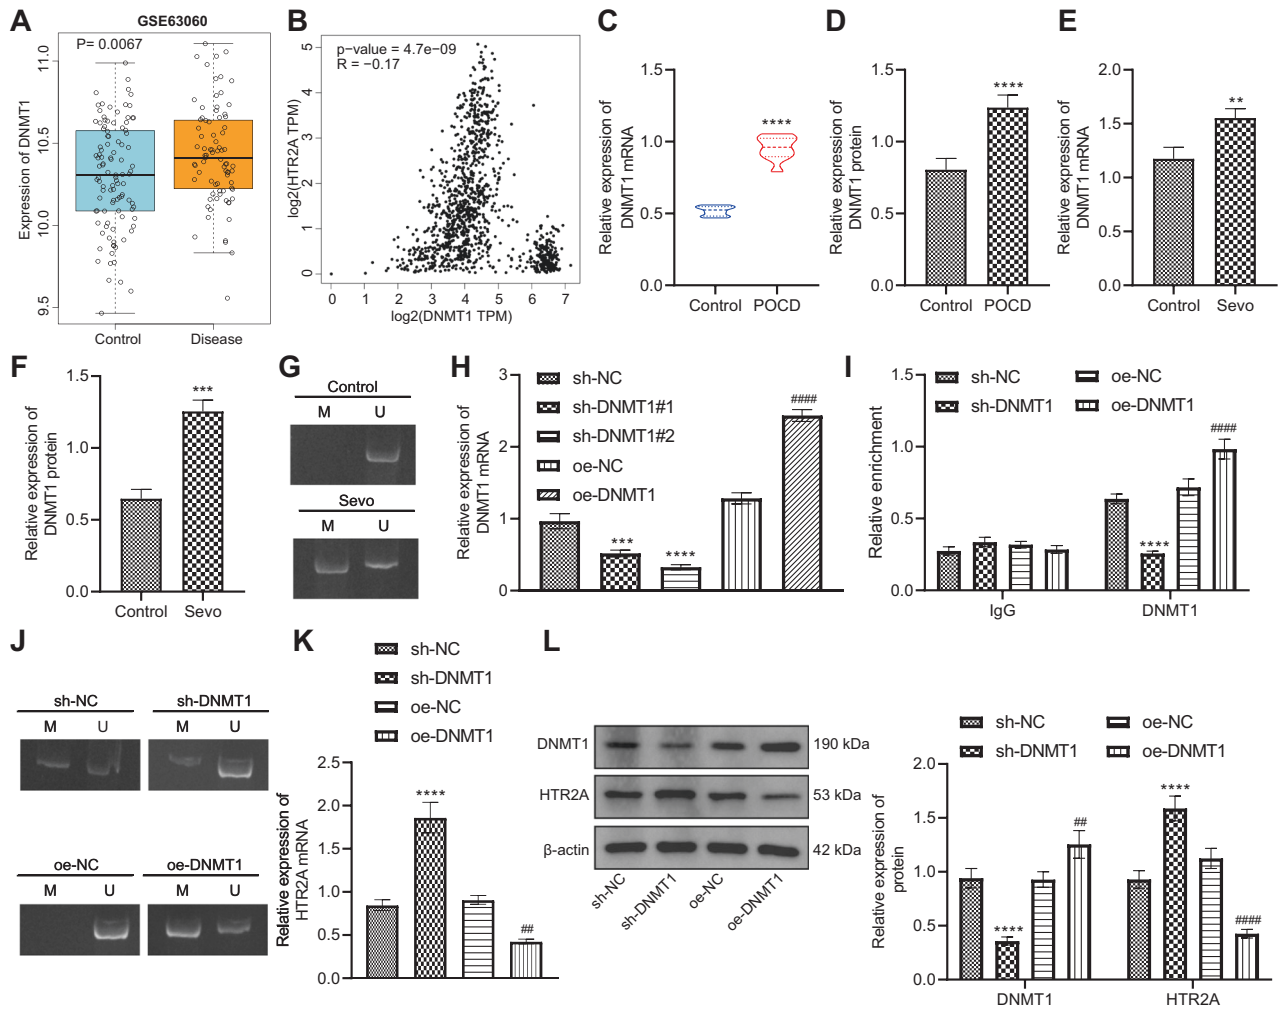 A
GSE63060
P= 0.0067
Expression of DNMT1
11.0
10.5
10.0
9.5
Control
Disease
B
p-value = 4.7e−09
R = −0.17
log2(HTR2A TPM)
5
4
3
2
1
0
0 1 2 3 4 5 6 7
log2(DNMT1 TPM)
C
Relative expression of
DNMT1 mRNA
1.5
1.0
0.5
0.0
****
Control POCD
D
Relative expression of
DNMT1 protein
1.5
1.0
0.5
0.0
****
Control POCD
E
Relative expression of
DNMT1 mRNA
2.0
1.5
1.0
0.5
0.0
**
Control Sevo
F
Relative expression of
DNMT1 protein
1.5
1.0
0.5
0.0
***
Control Sevo
G
Control
M U
Sevo
M U
H
Relative expression of
DNMT1 mRNA
3
2
1
0
sh-NC
sh-DNMT1#1
sh-DNMT1#2
oe-NC
oe-DNMT1
***
****
####
I
Relative enrichment
1.5
1.0
0.5
0.0
sh-NC
sh-DNMT1
oe-NC
oe-DNMT1
****
####
IgG
DNMT1
J
sh-NC
M U
sh-DNMT1
M U
oe-NC
M U
oe-DNMT1
M U
K
sh-NC
sh-DNMT1
oe-NC
oe-DNMT1
Relative expression of
HTR2A mRNA
2.5
2.0
1.5
1.0
0.5
0.0
****
##
L
DNMT1
190 kDa
HTR2A
53 kDa
β-actin
42 kDa
sh-NC
sh-DNMT1
oe-NC
oe-DNMT1
sh-NC
sh-DNMT1
oe-NC
oe-DNMT1
Relative expression of
protein
2.0
1.5
1.0
0.5
0.0
****
##
****
####
DNMT1
HTR2A